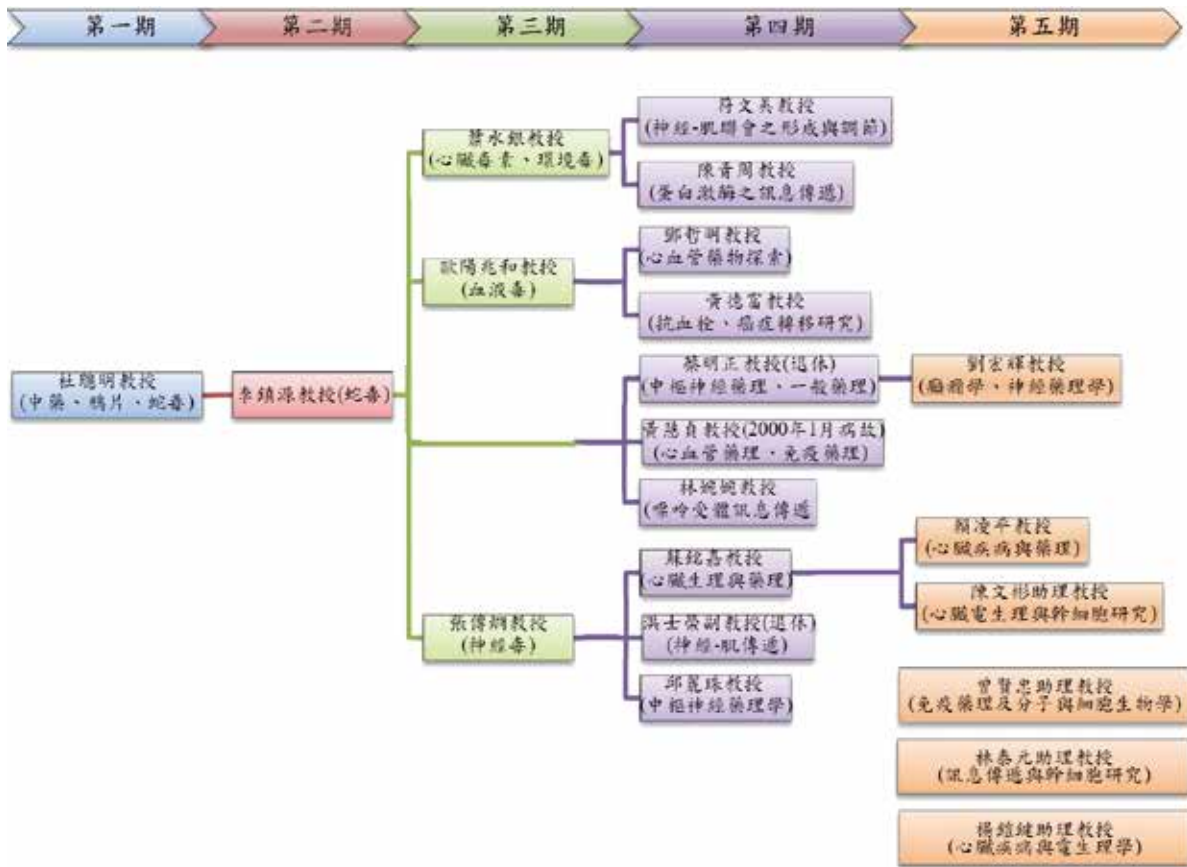 第一期
第二期
第三期
第四期
第五期
杜聰明教授
(中藥、鴉片、蛇毒)
李鎮源教授(蛇毒)
葉水銀教授
(心臟毒素、環境毒)
歐陽兆和教授
(血液毒)
張傳炯教授
(神經毒)
符文美教授
(神經-肌聯會之形成與調節)
陳青周教授
(蛋白激酶之訊息傳遞)
鄧哲明教授
(心血管藥物探索)
黃德富教授
(抗血栓、癌症轉移研究)
蔡明正教授(退休)
(中樞神經藥理、一般藥理)
黃慧貞教授(2000年1月病故)
(心血管藥理、免疫藥理)
林婉婉教授
(嘌呤受體訊息傳遞
蘇銘嘉教授
(心臟生理與藥理)
洪士榮副教授(退休)
(神經-肌傳遞)
邱麗珠教授
(中樞神經藥理學)
劉宏輝教授
(癲癇學、神經藥理學)
賴凌平教授
(心臟疾病與藥理)
陳文彬助理教授
(心臟電生理與幹細胞研究)
曾賢忠助理教授
(免疫藥理及分子與細胞生物學)
林泰元助理教授
(訊息傳遞與幹細胞研究)
楊鎧鍵助理教授
(心臟疾病與電生理學)